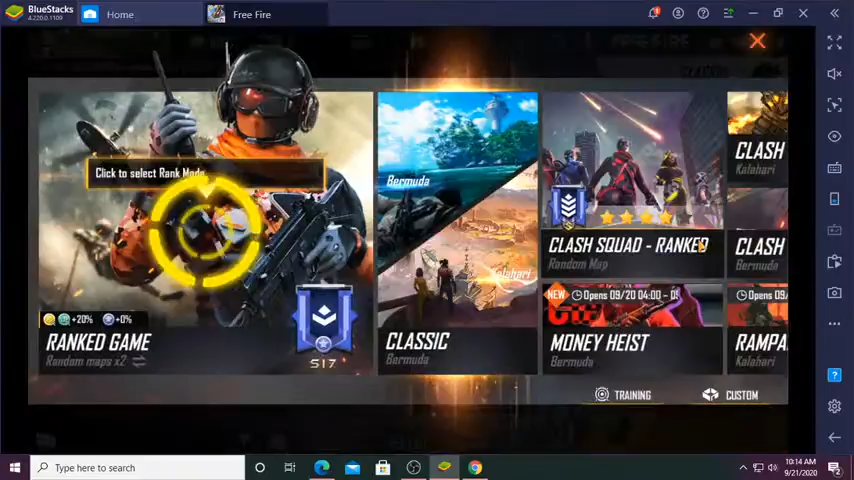 BlueStacks
4.220.0.1109
Home
Free Fire
Click to select Rank Mode
+20% +0%
RANKED GAME
Random maps x2
S17
Bermuda
Kalahari
CLASSIC
Bermuda
CLASH SQUAD - RANKED
Random Map
NEW
Opens 09/20 04:00 - 0
MONEY HEIST
Bermuda
CLASH
Kalahari
CLASH
Bermuda
Opens 09/
RAMPA
Kalahari
TRAINING
CUSTOM
Type here to search
10:14 AM
9/21/2020